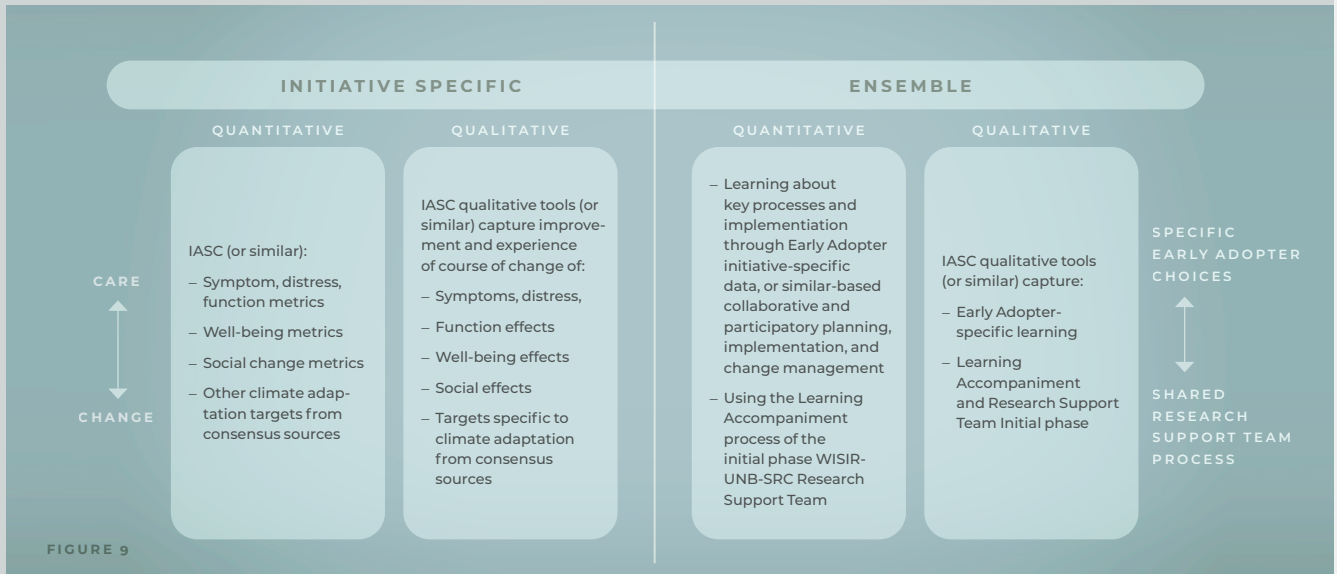 INITIATIVE SPECIFIC
ENSEMBLE
QUANTITATIVE
QUALITATIVE
QUANTITATIVE
QUALITATIVE
CARE
CHANGE
IASC (or similar):
– Symptom, distress,
function metrics
– Well-being metrics
– Social change metrics
– Other climate adap-
tation targets from
consensus sources
IASC qualitative tools (or
similar) capture improve-
ment and experience
of course of change of:
– Symptoms, distress,
– Function effects
– Well-being effects
– Social effects
– Targets specific to
climate adaptation
from consensus
sources
– Learning about
key processes and
implementiation
through Early Adopter
initiative-specific
data, or similar-based
collaborative and
participatory planning,
implementation, and
change management
– Using the Learning
Accompaniment
process of the
initial phase WISIR-
UNB-SRC Research
Support Team
IASC qualitative tools
(or similar) capture:
– Early Adopter-
specific learning
– Learning
Accompaniment
and Research Support
Team Initial phase
SPECIFIC
EARLY ADOPTER
CHOICES
SHARED
RESEARCH
SUPPORT TEAM
PROCESS
FIGURE 9